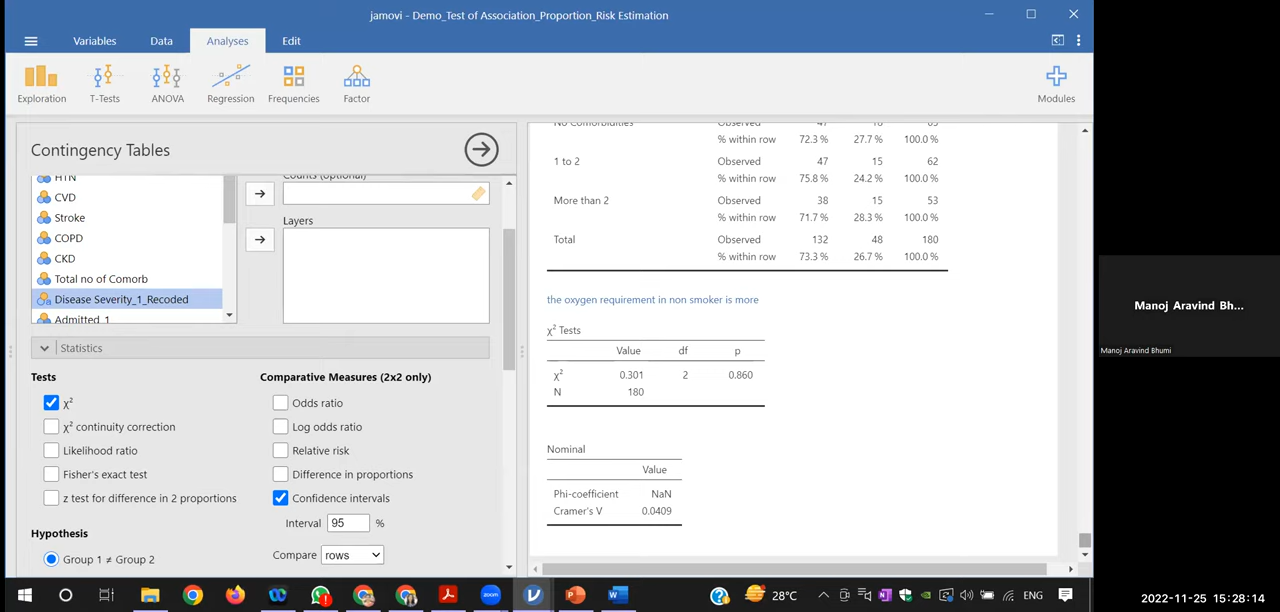 jamovi - Demo_Test of Association_Proportion_Risk Estimation
Variables
Data
Analyses
Edit
Exploration
T-Tests
ANOVA
Regression
Frequencies
Factor
Modules
Contingency Tables
HTN
CVD
Stroke
COPD
CKD
Total no of Comorb
Disease Severity_1_Recoded
Admitted_1
Counts (optional)
Layers
Statistics
Tests
χ²
χ² continuity correction
Likelihood ratio
Fisher's exact test
z test for difference in 2 proportions
Hypothesis
Group 1 ≠ Group 2
Comparative Measures (2x2 only)
Odds ratio
Log odds ratio
Relative risk
Difference in proportions
Confidence intervals
Interval 95 %
Compare rows
No Comorbidities Observed 47 18 65
% within row 72.3 % 27.7 % 100.0 %
1 to 2 Observed 47 15 62
% within row 75.8 % 24.2 % 100.0 %
More than 2 Observed 38 15 53
% within row 71.7 % 28.3 % 100.0 %
Total Observed 132 48 180
% within row 73.3 % 26.7 % 100.0 %
the oxygen requirement in non smoker is more
χ² Tests
Value df p
χ² 0.301 2 0.860
N 180
Nominal
Value
Phi-coefficient NaN
Cramer's V 0.0409
Manoj Aravind Bh...
Manoj Aravind Bhumi
zoom
28°C
ENG
2022-11-25 15:28:14